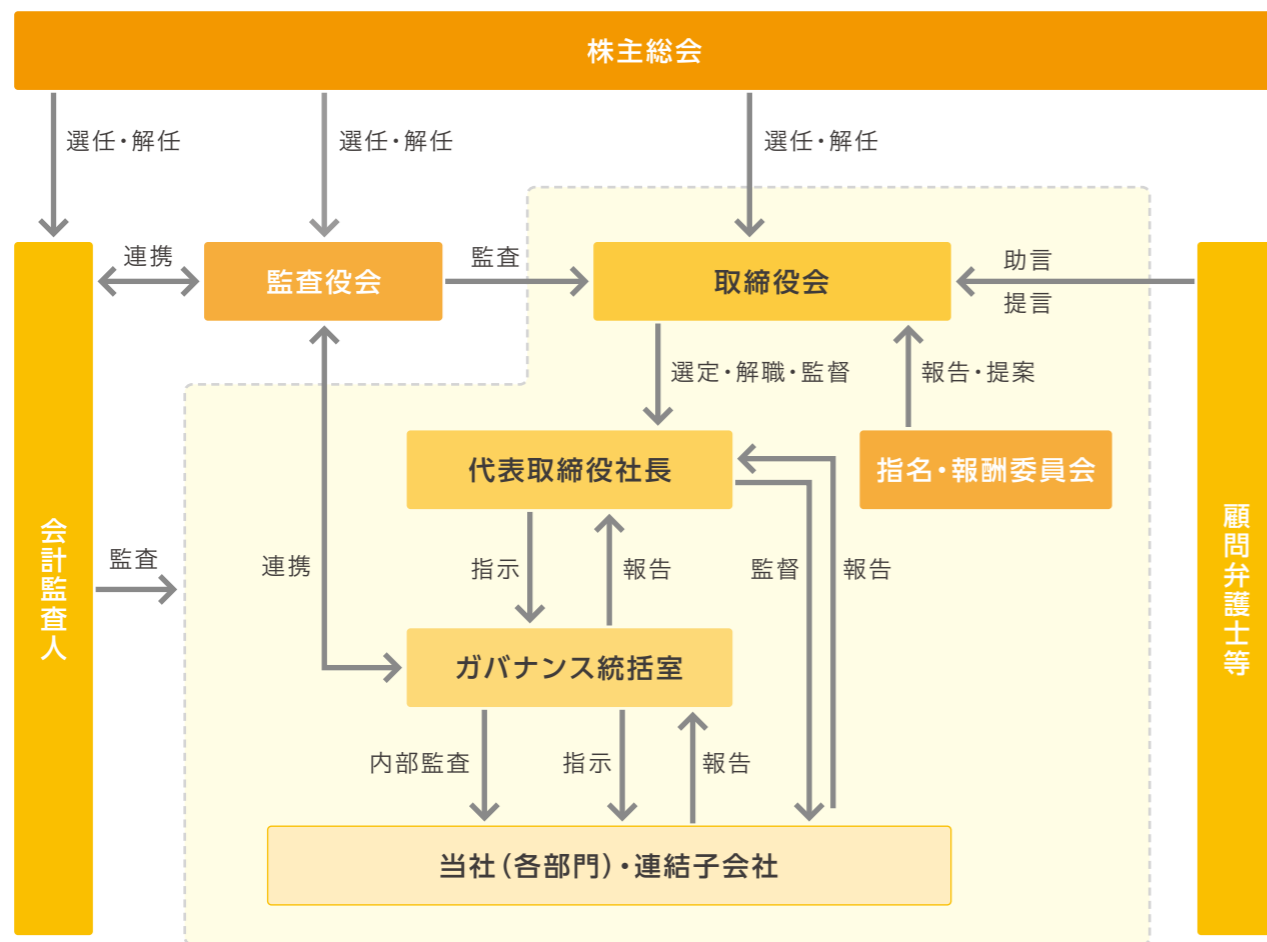 株主総会
選任・解任
選任・解任
選任・解任
連携
監査役会
監査
取締役会
助言
提言
選定・解職・監督
報告・提案
代表取締役社長
指名・報酬委員会
会計監査人
監査
連携
指示
報告
監督
報告
顧問弁護士等
ガバナンス統括室
内部監査
指示
報告
当社(各部門)・連結子会社